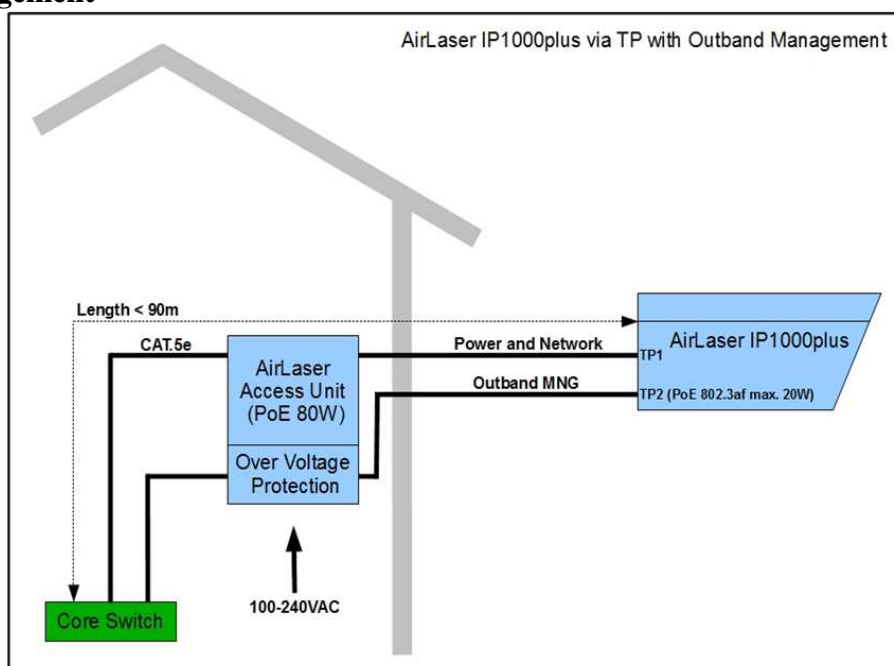 gement
AirLaser IP1000plus via TP with Outband Management
Length < 90m
CAT.5e
AirLaser
Access Unit
(PoE 80W)
Power and Network
TP1
AirLaser IP1000plus
Outband MNG
TP2 (PoE 802.3af max. 20W)
Over Voltage
Protection
100-240VAC
Core Switch